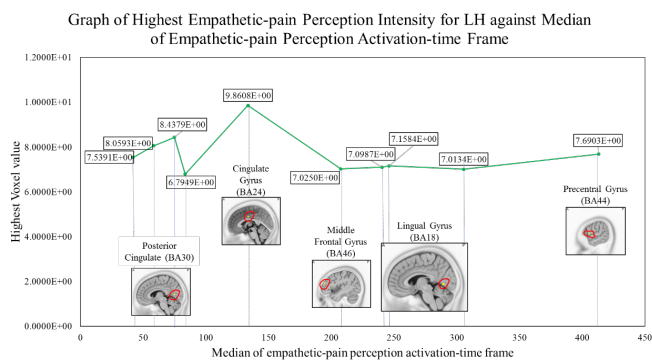 Graph of Highest Empathetic-pain Perception Intensity for LH against Median
of Empathetic-pain Perception Activation-time Frame
1.2000E+01
1.0000E+01
8.0000E+00
6.0000E+00
4.0000E+00
2.0000E+00
0.0000E+00
Highest Voxel value
7.5391E+00
8.0593E+00
8.4379E+00
6.7949E+00
9.8608E+00
7.0250E+00
7.0987E+00
7.1584E+00
7.0134E+00
7.6903E+00
Posterior
Cingulate (BA30)
Cingulate
Gyrus
(BA24)
Middle
Frontal Gyrus
(BA46)
Lingual Gyrus
(BA18)
Precentral Gyrus
(BA44)
0
50
100
150
200
250
300
350
400
450
Median of empathetic-pain perception activation-time frame